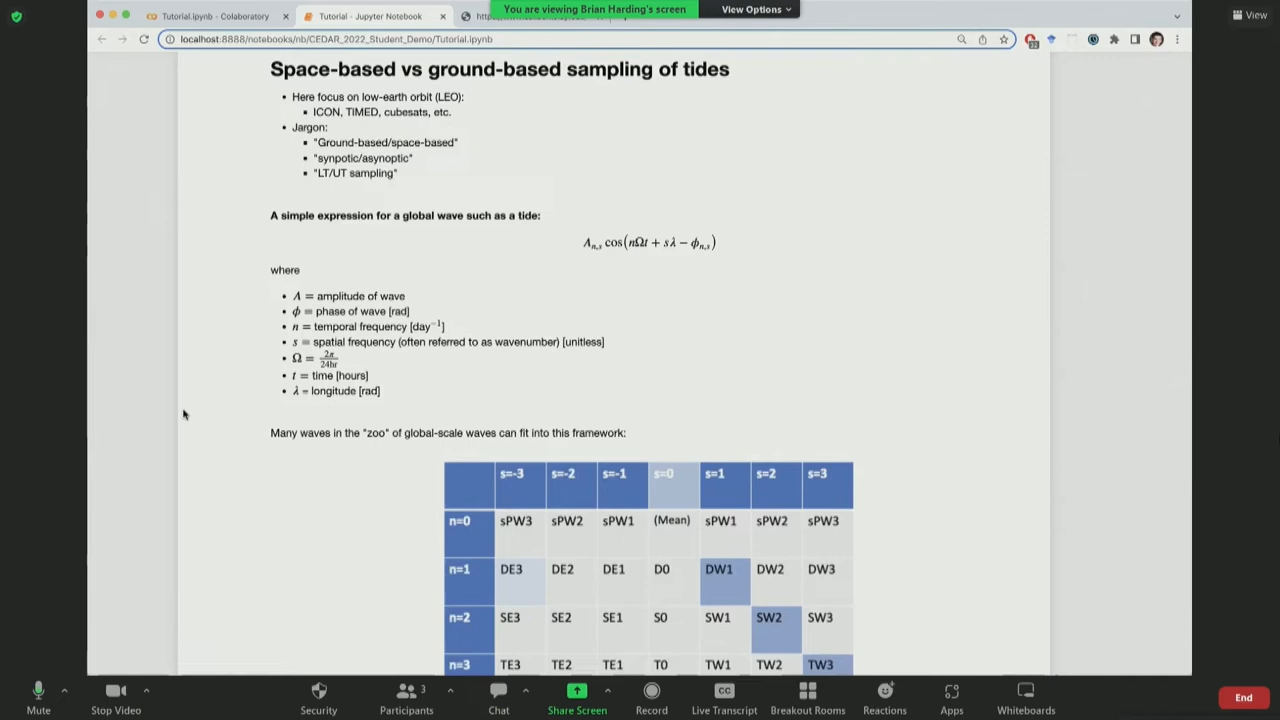 Tutorial.ipynb - Colaboratory
Tutorial - Jupyter Notebook
You are viewing Brian Harding's screen
View Options
View
localhost:8888/notebooks/nb/CEDAR_2022_Student_Demo/Tutorial.ipynb
Space-based vs ground-based sampling of tides
• Here focus on low-earth orbit (LEO):
▪ ICON, TIMED, cubesats, etc.
• Jargon:
▪ "Ground-based/space-based"
▪ "synpotic/asynoptic"
▪ "LT/UT sampling"
A simple expression for a global wave such as a tide:
A_{n,s} cos(nΩt + sλ − ϕ_{n,s})
where
• A = amplitude of wave
• ϕ = phase of wave [rad]
• n = temporal frequency [day⁻¹]
• s = spatial frequency (often referred to as wavenumber) [unitless]
• Ω = 2π/24hr
• t = time [hours]
• λ = longitude [rad]
Many waves in the "zoo" of global-scale waves can fit into this framework:
s=-3 s=-2 s=-1 s=0 s=1 s=2 s=3
n=0 sPW3 sPW2 sPW1 (Mean) sPW1 sPW2 sPW3
n=1 DE3 DE2 DE1 D0 DW1 DW2 DW3
n=2 SE3 SE2 SE1 S0 SW1 SW2 SW3
n=3 TE3 TE2 TE1 T0 TW1 TW2 TW3
Mute
Stop Video
Security
Participants 3
Chat
Share Screen
Record
CC
Live Transcript
Breakout Rooms
Reactions
Apps
Whiteboards
End